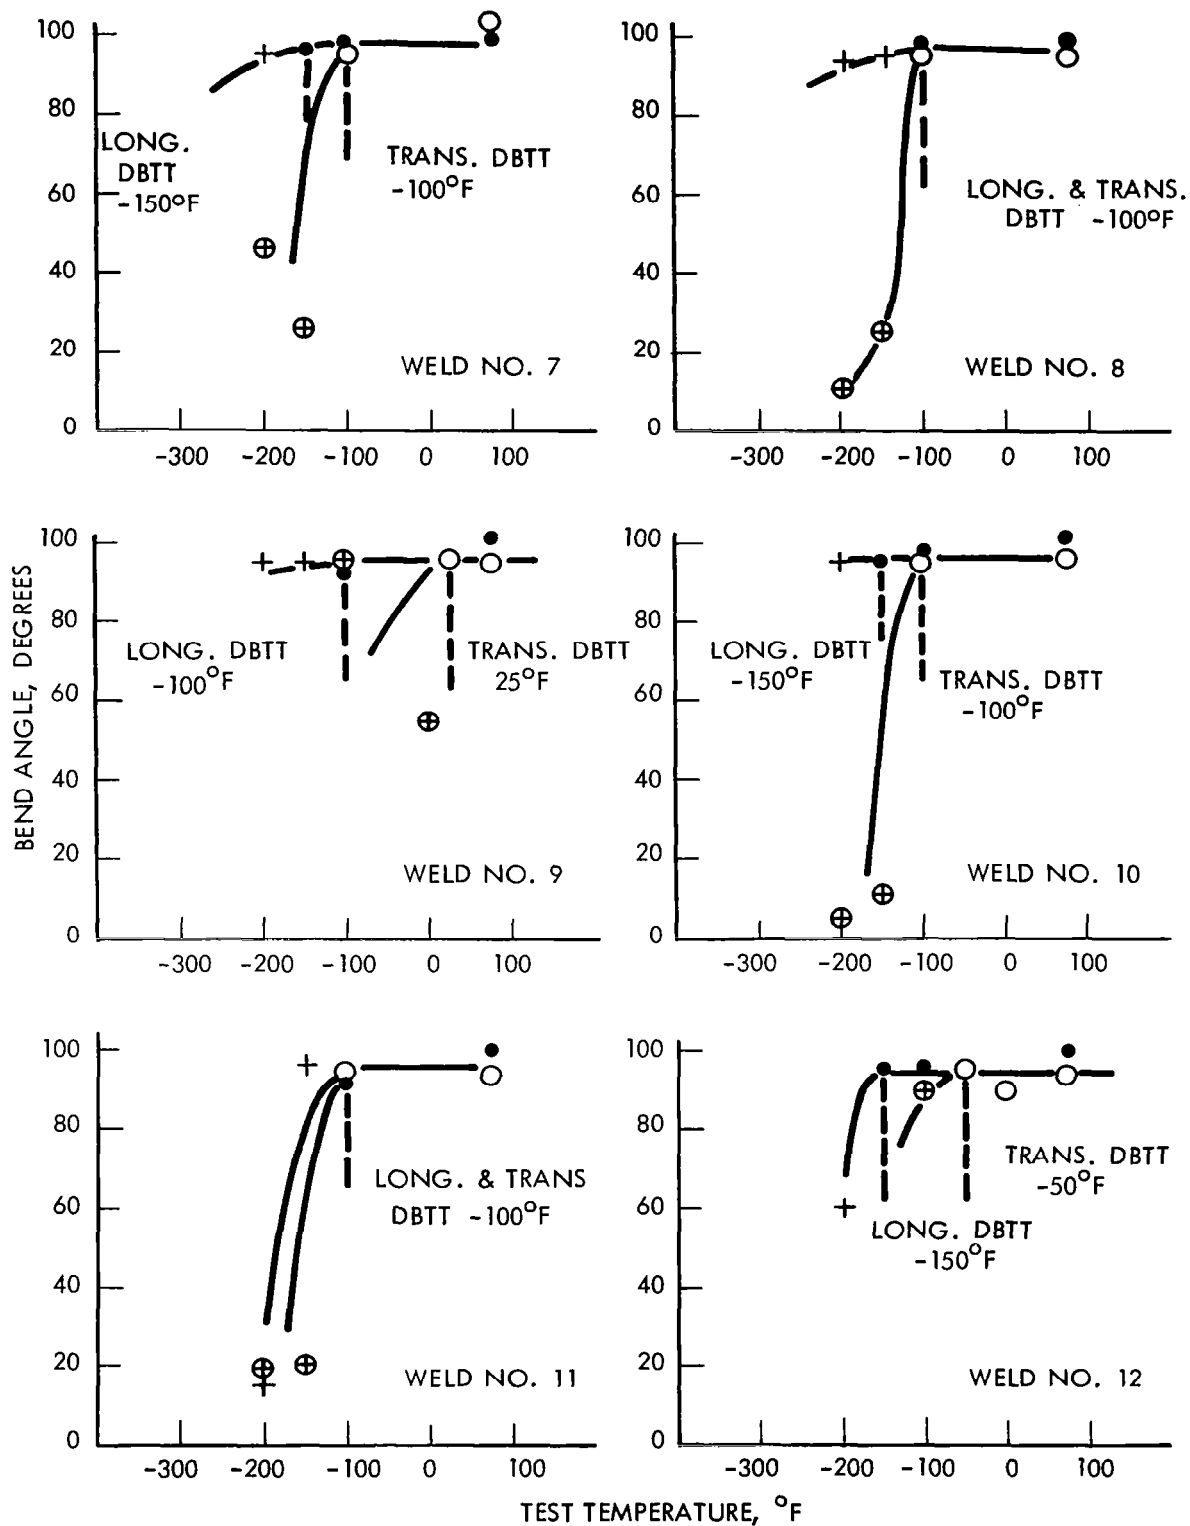 100
80
60
40
20
0
-300 -200 -100 0 100
LONG.
DBTT
-150°F
TRANS. DBTT
-100°F
WELD NO. 7
100
80
60
40
20
0
-300 -200 -100 0 100
LONG. & TRANS.
DBTT -100°F
WELD NO. 8
BEND ANGLE, DEGREES
100
80
60
40
20
0
-300 -200 -100 0 100
LONG. DBTT
-100°F
TRANS. DBTT
25°F
WELD NO. 9
100
80
60
40
20
0
-300 -200 -100 0 100
LONG. DBTT
-150°F
TRANS. DBTT
-100°F
WELD NO. 10
100
80
60
40
20
0
-300 -200 -100 0 100
LONG. & TRANS
DBTT -100°F
WELD NO. 11
100
80
60
40
20
0
-300 -200 -100 0 100
TRANS. DBTT
-50°F
LONG. DBTT
-150°F
WELD NO. 12
TEST TEMPERATURE, °F